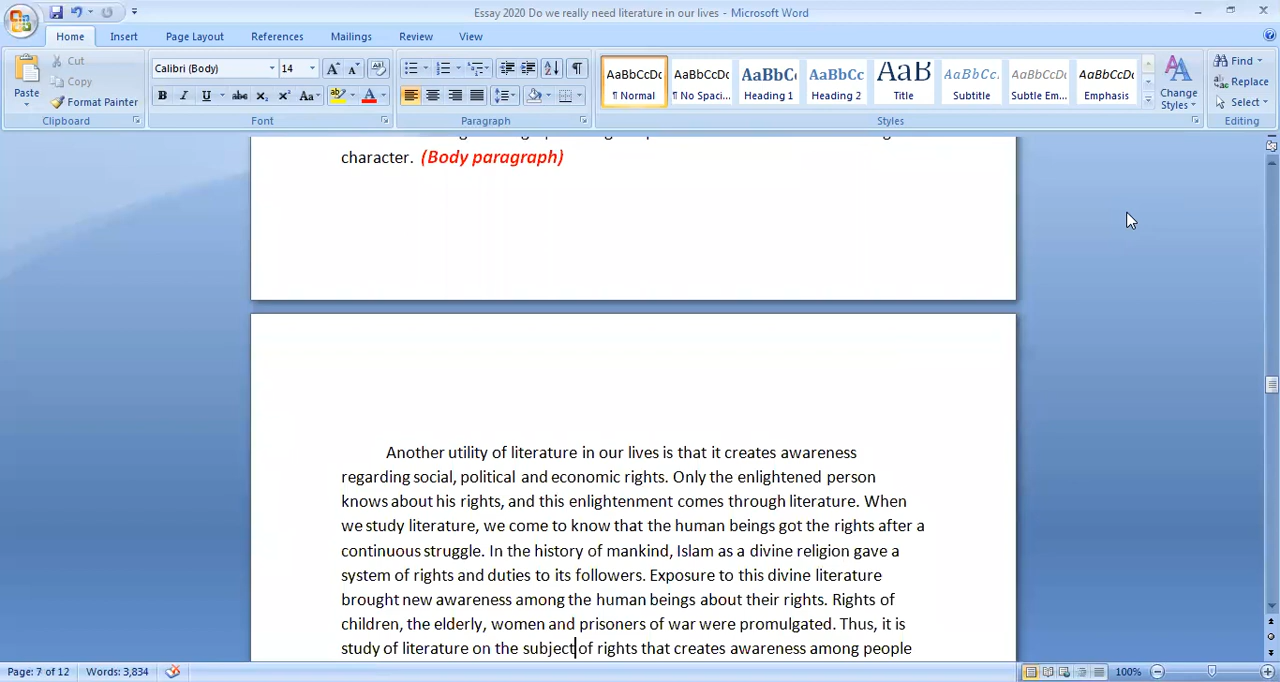 Essay 2020 Do we really need literature in our lives - Microsoft Word
Home Insert Page Layout References Mailings Review View
Paste Cut Copy Format Painter
Calibri (Body) 14
AaBbCcDc AaBbCcDc AaBbC AaBbCc AaB AaBbCc. AaBbCcDc AaBbCcDc
¶ Normal ¶ No Spaci... Heading 1 Heading 2 Title Subtitle Subtle Em... Emphasis
Change Styles
Find Replace Select
Clipboard Font Paragraph Styles Editing
character. (Body paragraph)
Another utility of literature in our lives is that it creates awareness
regarding social, political and economic rights. Only the enlightened person
knows about his rights, and this enlightenment comes through literature. When
we study literature, we come to know that the human beings got the rights after a
continuous struggle. In the history of mankind, Islam as a divine religion gave a
system of rights and duties to its followers. Exposure to this divine literature
brought new awareness among the human beings about their rights. Rights of
children, the elderly, women and prisoners of war were promulgated. Thus, it is
study of literature on the subject of rights that creates awareness among people
Page: 7 of 12 Words: 3,834 100%